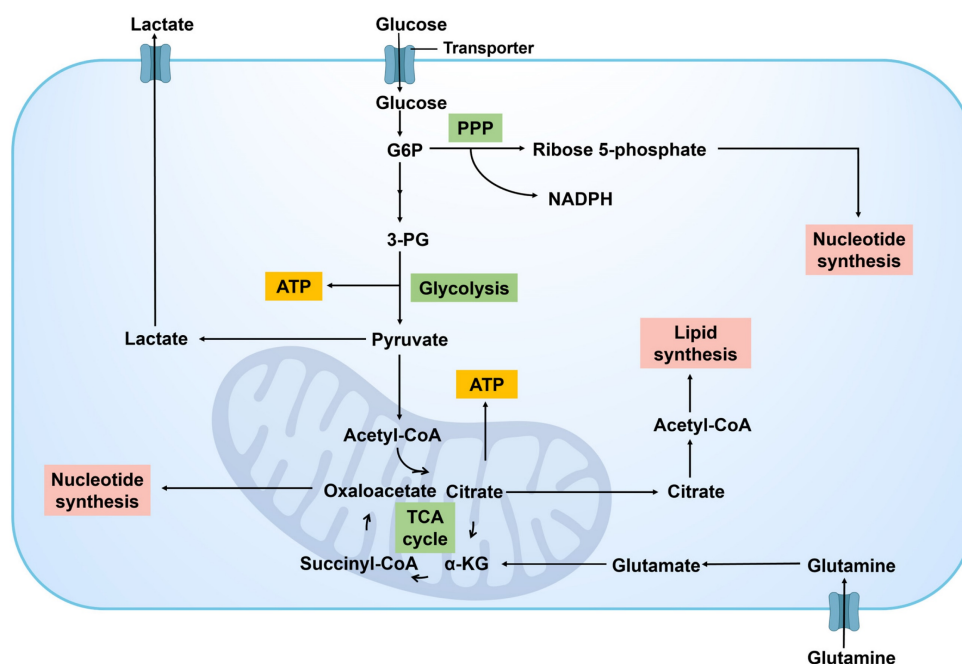 Lactate
Glucose
Transporter
Glucose
PPP
G6P
Ribose 5-phosphate
NADPH
3-PG
Nucleotide
synthesis
ATP
Glycolysis
Lactate
Pyruvate
Lipid
synthesis
ATP
Acetyl-CoA
Acetyl-CoA
Nucleotide
synthesis
Oxaloacetate
Citrate
Citrate
TCA
cycle
Succinyl-CoA
α-KG
Glutamate
Glutamine
Glutamine